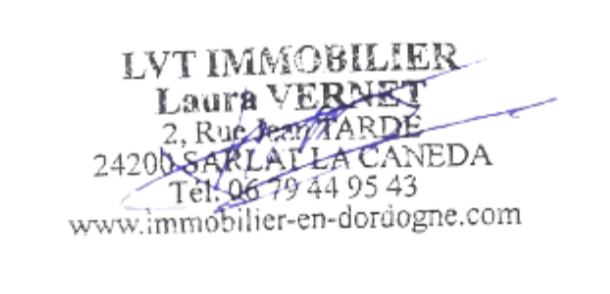 LVT IMMOBILIER
Laura VERNET
2, Rue Jean TARDE
24200 SARLAT LA CANEDA
Tél. 06 79 44 95 43
www.immobilier-en-dordogne.com